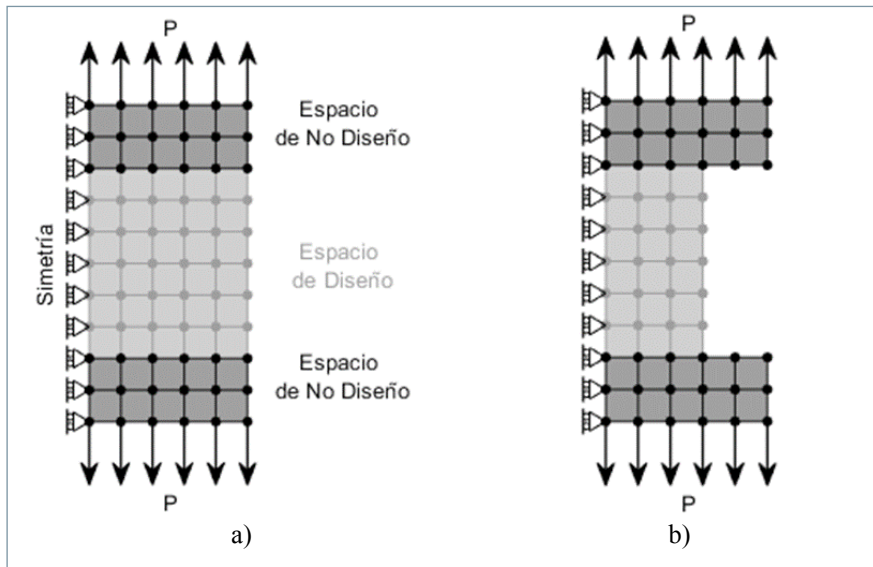 P
Espacio
de No Diseño
Simetría
Espacio
de Diseño
Espacio
de No Diseño
P
a)
P
P
b)